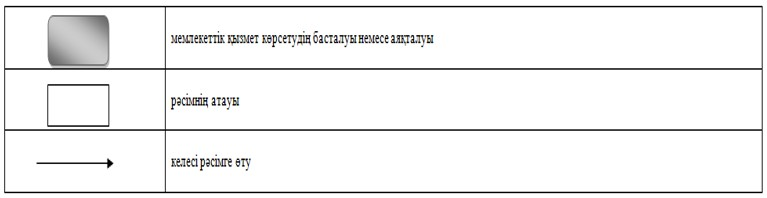 мемлекеттік қызмет көрсетудің басталуы немесе аяқталуы
рәсімнің атауы
келесі рәсімге өту